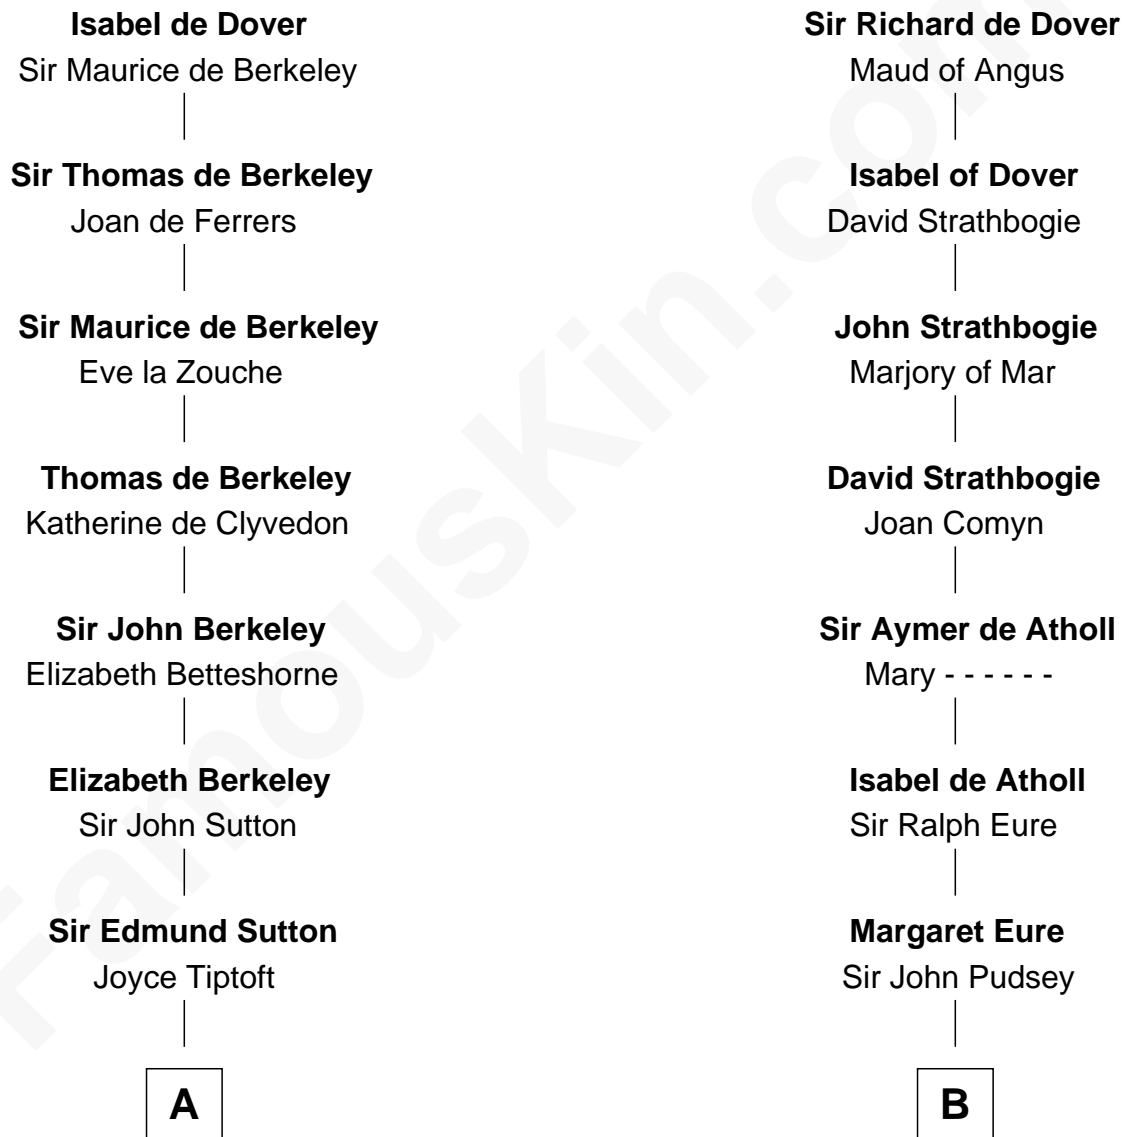 Isabel de Dover
Sir Maurice de Berkeley
Sir Thomas de Berkeley
Joan de Ferrers
Sir Maurice de Berkeley
Eve la Zouche
Thomas de Berkeley
Katherine de Clyvedon
Sir John Berkeley
Elizabeth Betteshorne
Elizabeth Berkeley
Sir John Sutton
Sir Edmund Sutton
Joyce Tiptoft
A
Sir Richard de Dover
Maud of Angus
Isabel of Dover
David Strathbogie
John Strathbogie
Marjory of Mar
David Strathbogie
Joan Comyn
Sir Aymer de Atholl
Mary - - - - - -
Isabel de Atholl
Sir Ralph Eure
Margaret Eure
Sir John Pudsey
B
FamousKin.com